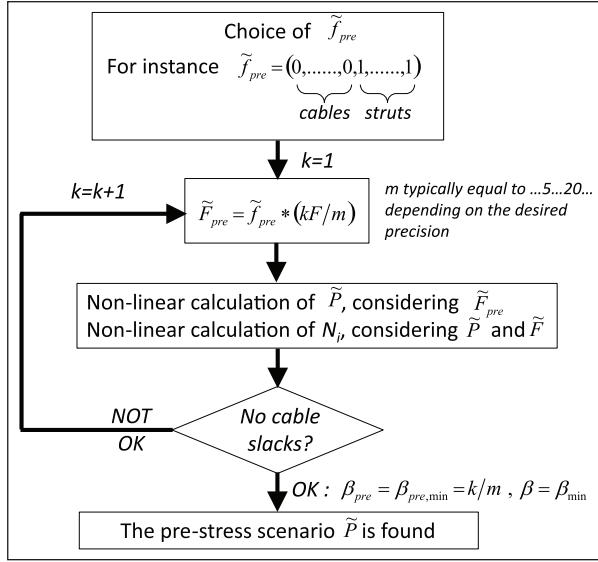 Choice of f̃pre
For instance f̃pre = (0,......,0,1,......,1)
cables struts
k=1
k=k+1
F̃pre = f̃pre * (kF/m)
m typically equal to ...5...20...
depending on the desired
precision
Non-linear calculation of P̃, considering F̃pre
Non-linear calculation of Ni, considering P̃ and F̃
No cable
slacks?
NOT
OK
OK : βpre = βpre,min = k/m , β = βmin
The pre-stress scenario P̃ is found